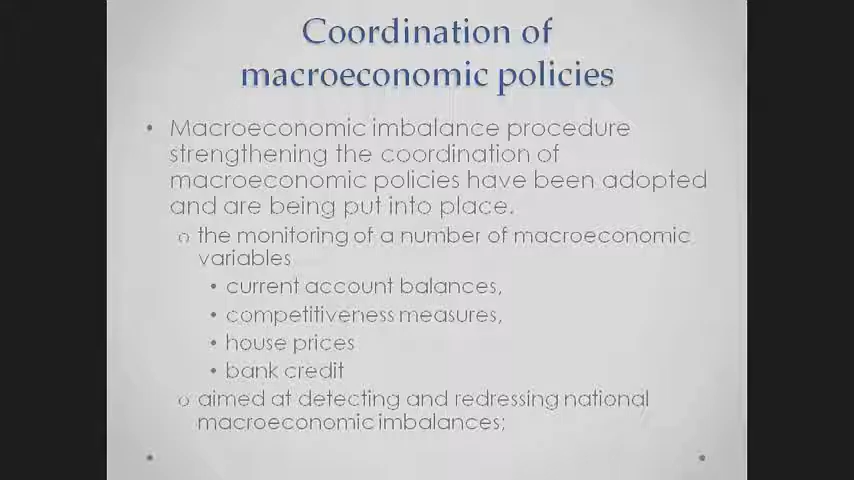 Coordination of
macroeconomic policies
• Macroeconomic imbalance procedure
strengthening the coordination of
macroeconomic policies have been adopted
and are being put into place.
o the monitoring of a number of macroeconomic
variables
• current account balances,
• competitiveness measures,
• house prices
• bank credit
o aimed at detecting and redressing national
macroeconomic imbalances;